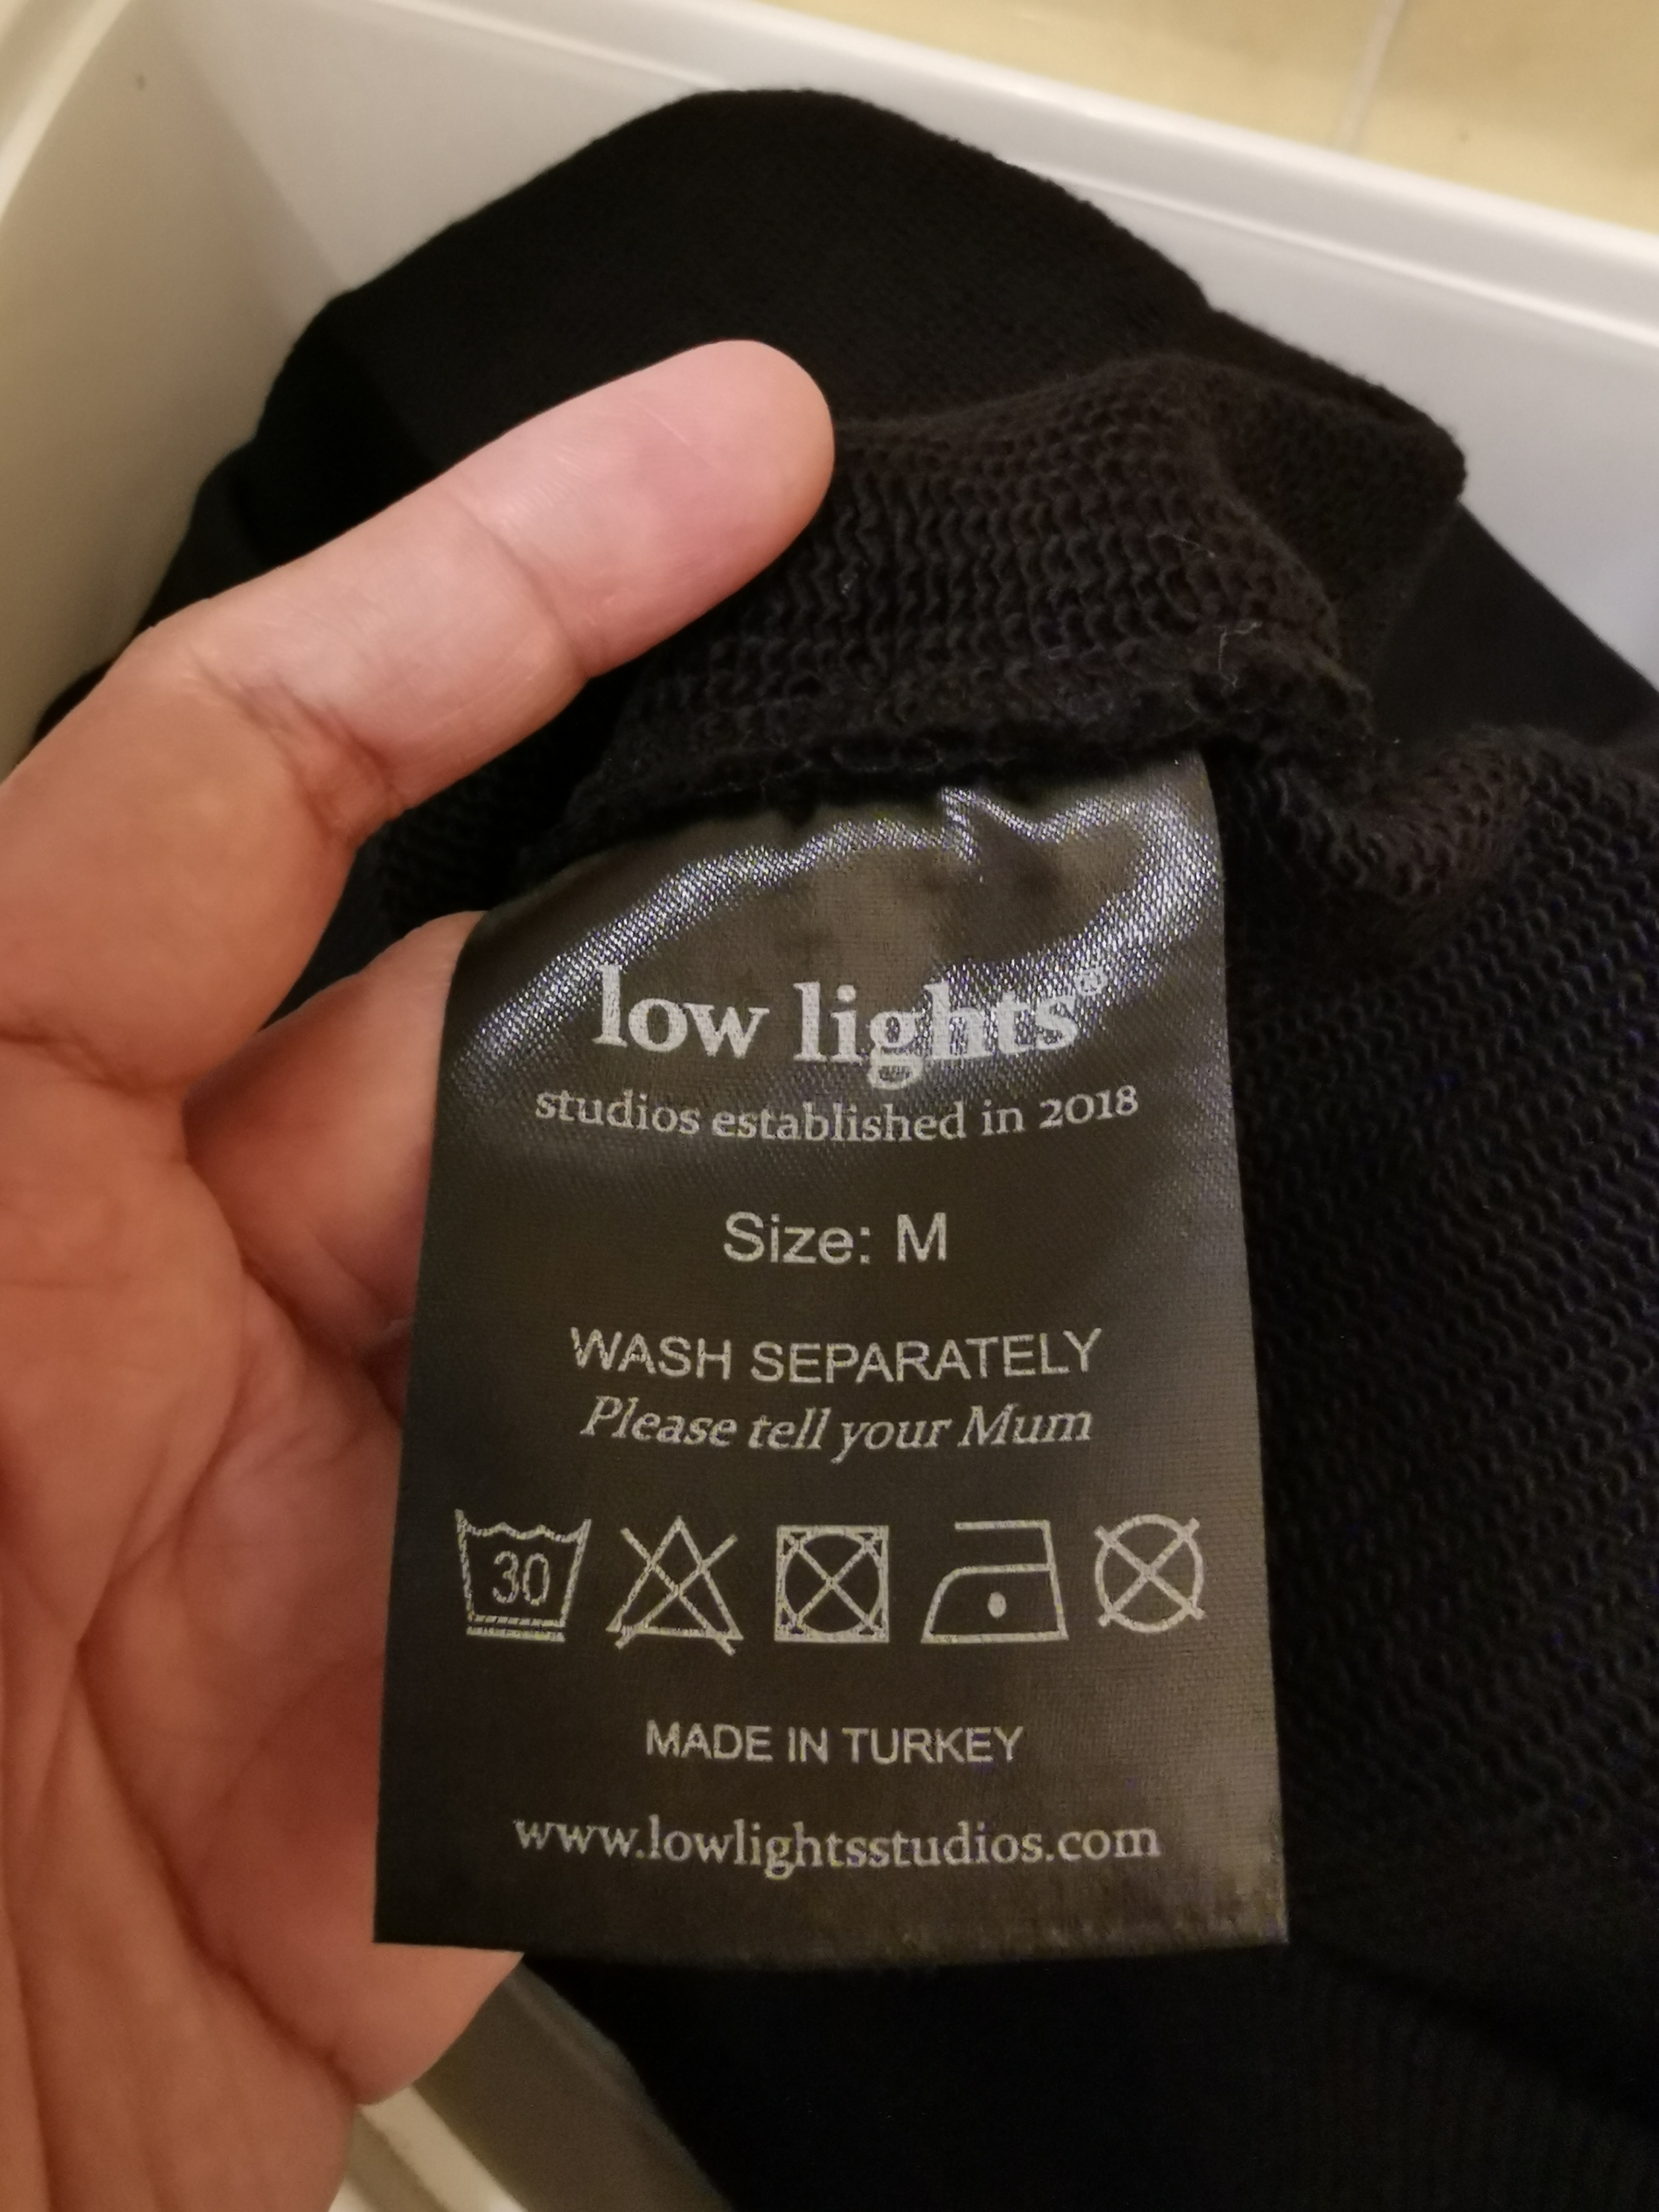 low lights®
studios established in 2018
Size: M
WASH SEPARATELY
Please tell your Mum
30
MADE IN TURKEY
www.lowlightsstudios.com